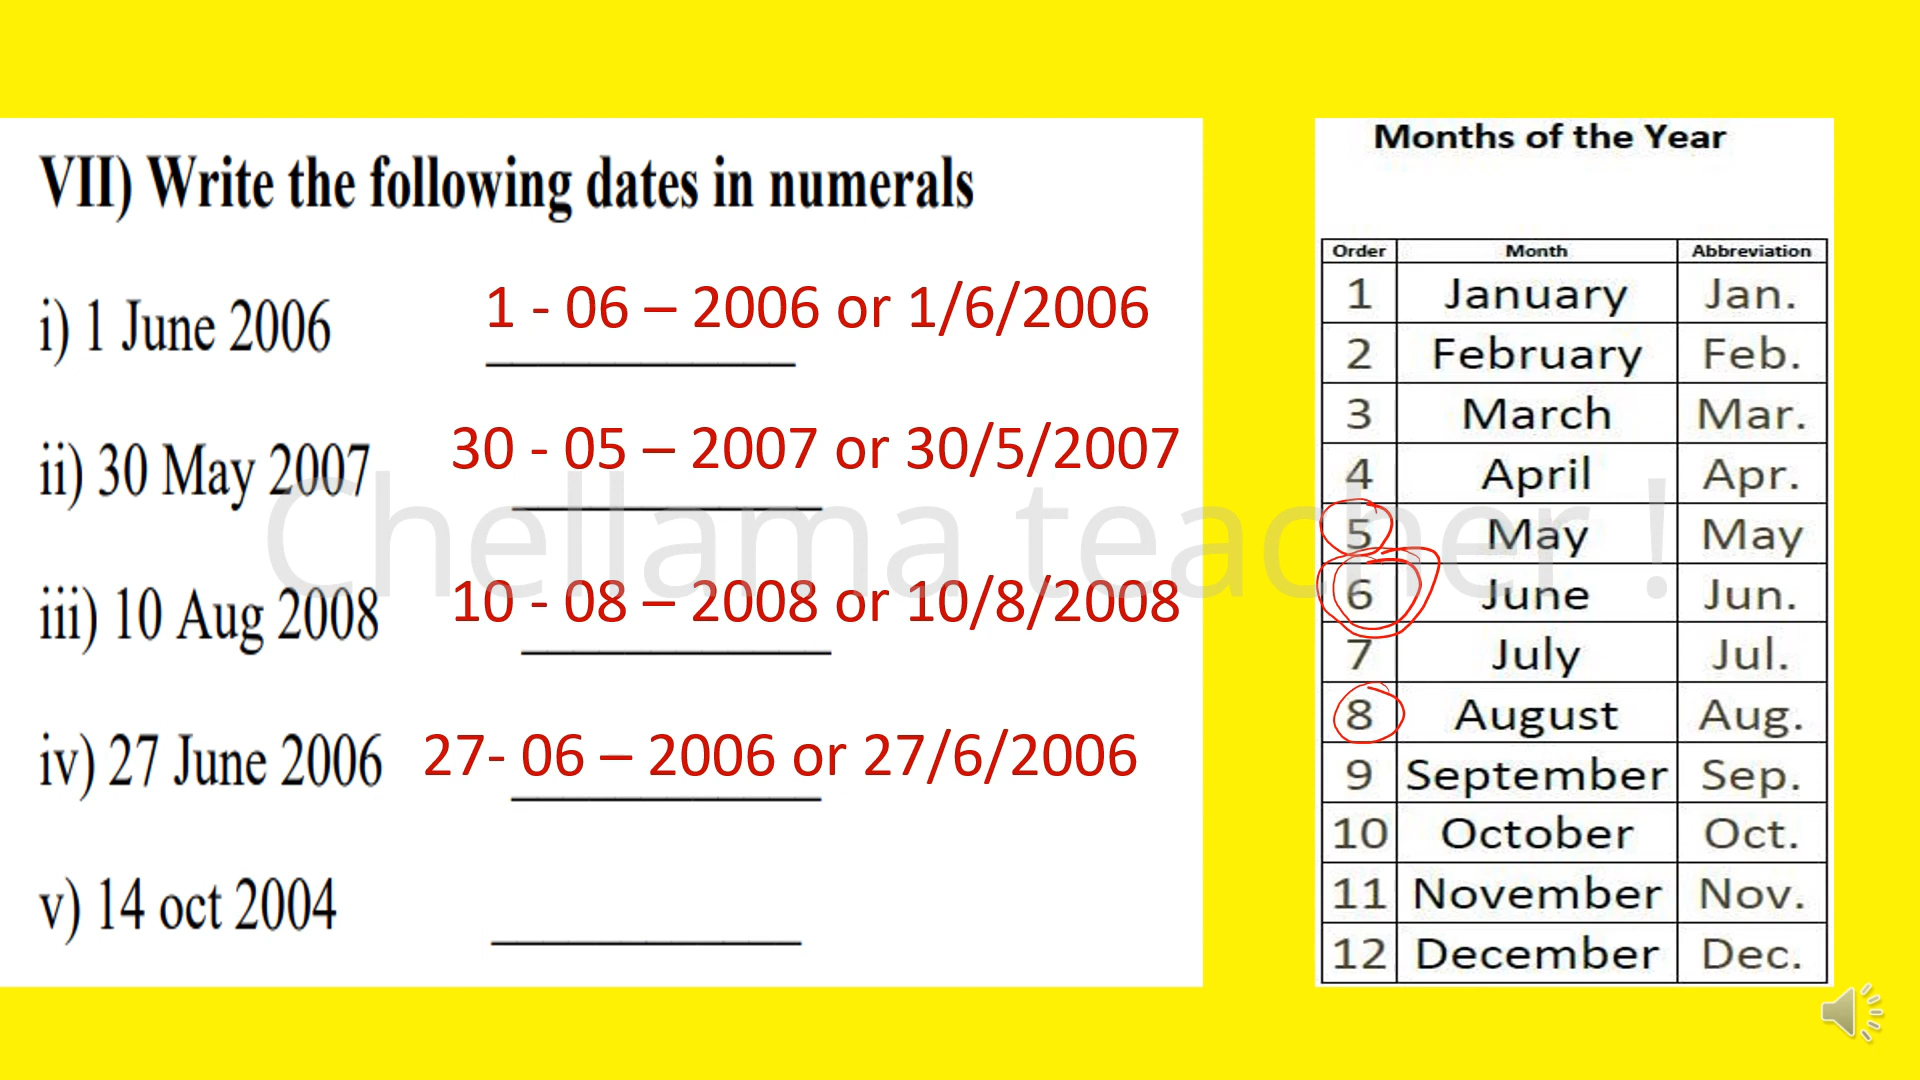 VII) Write the following dates in numerals
i) 1 June 2006 1 - 06 – 2006 or 1/6/2006
ii) 30 May 2007 30 - 05 – 2007 or 30/5/2007
iii) 10 Aug 2008 10 - 08 – 2008 or 10/8/2008
iv) 27 June 2006 27- 06 – 2006 or 27/6/2006
v) 14 oct 2004
Chellama teacher !
Months of the Year
Order Month Abbreviation
1 January Jan.
2 February Feb.
3 March Mar.
4 April Apr.
5 May May
6 June Jun.
7 July Jul.
8 August Aug.
9 September Sep.
10 October Oct.
11 November Nov.
12 December Dec.